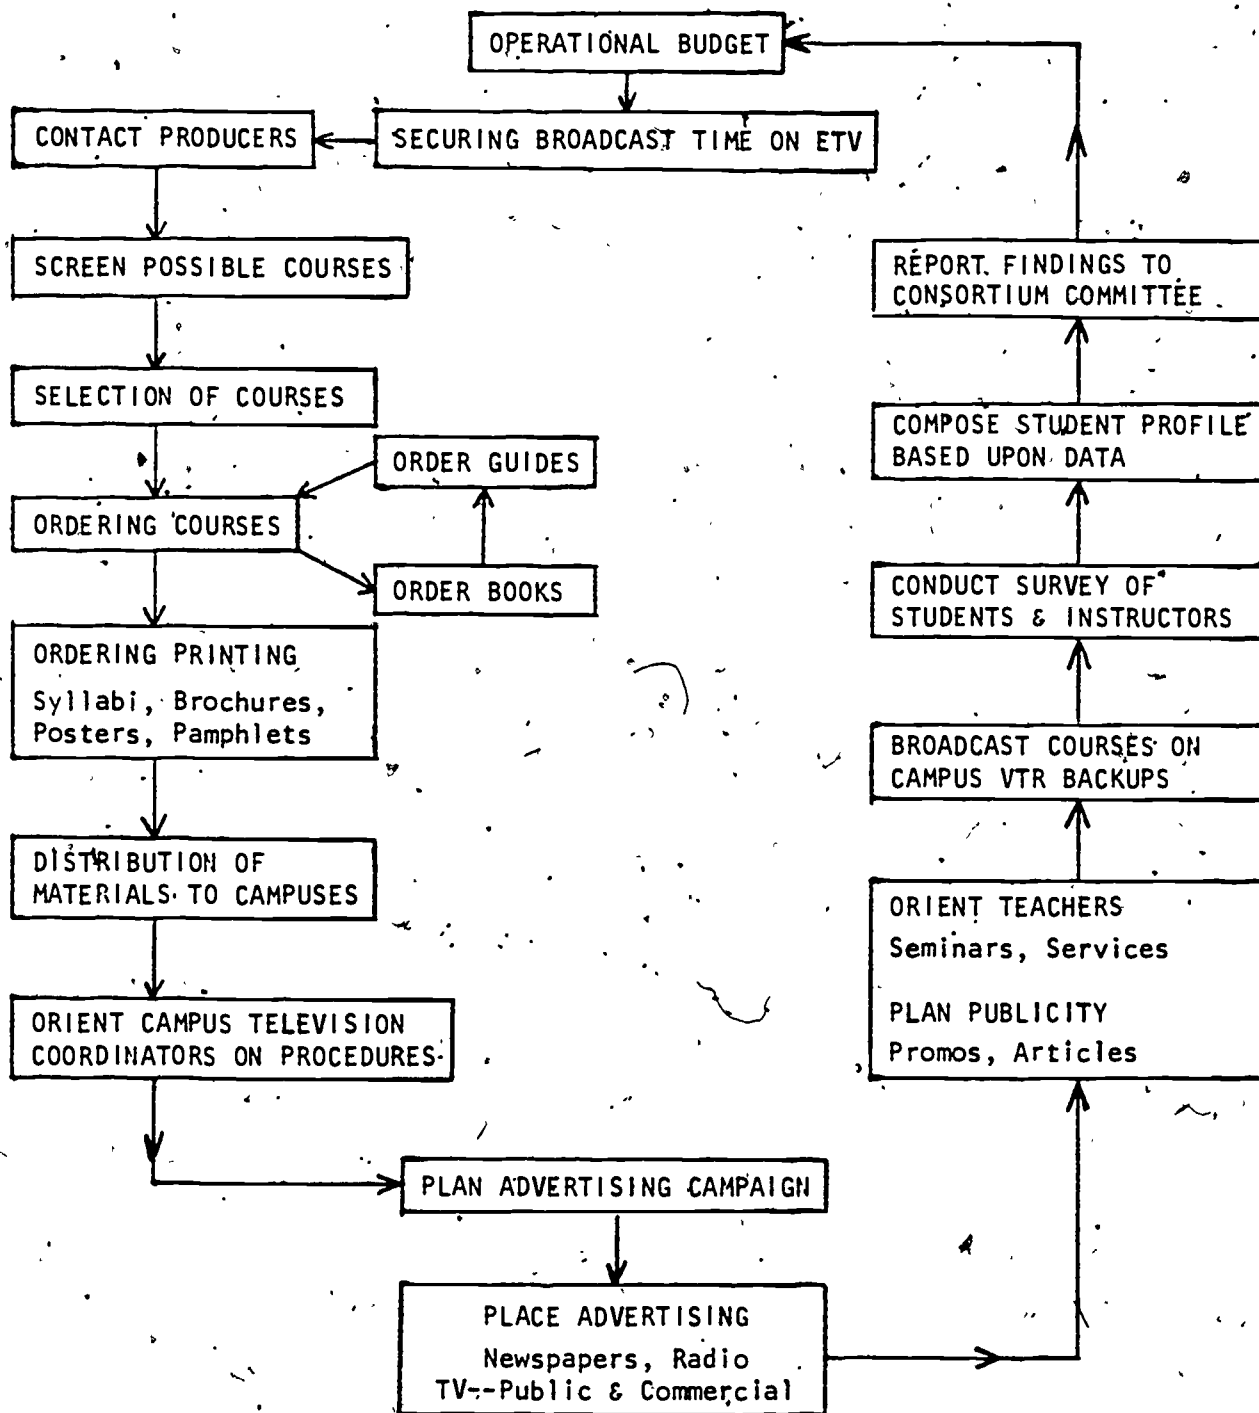 OPERATIONAL BUDGET
SECURING BROADCAST TIME ON ETV
CONTACT PRODUCERS
SCREEN POSSIBLE COURSES
SELECTION OF COURSES
ORDERING COURSES
ORDER BOOKS
ORDER GUIDES
ORDERING PRINTING
Syllabi, Brochures,
Posters, Pamphlets
DISTRIBUTION OF
MATERIALS TO CAMPUSES
ORIENT CAMPUS TELEVISION
COORDINATORS ON PROCEDURES
PLAN ADVERTISING CAMPAIGN
PLACE ADVERTISING
Newspapers, Radio
TV--Public & Commercial
ORIENT TEACHERS
Seminars, Services
PLAN PUBLICITY
Promos, Articles
BROADCAST COURSES ON
CAMPUS VTR BACKUPS
CONDUCT SURVEY OF
STUDENTS & INSTRUCTORS
COMPOSE STUDENT PROFILE
BASED UPON DATA
REPORT FINDINGS TO
CONSORTIUM COMMITTEE